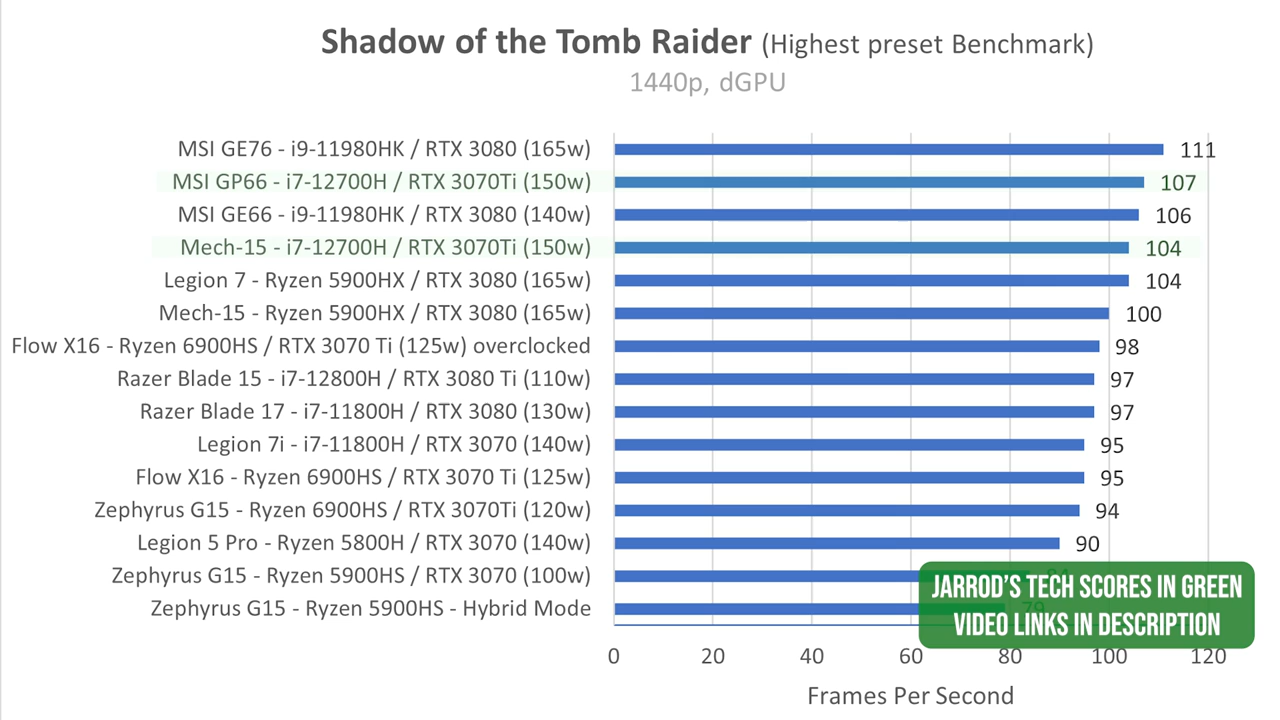 Shadow of the Tomb Raider (Highest preset Benchmark)
1440p, dGPU
MSI GE76 - i9-11980HK / RTX 3080 (165w) 111
MSI GP66 - i7-12700H / RTX 3070Ti (150w) 107
MSI GE66 - i9-11980HK / RTX 3080 (140w) 106
Mech-15 - i7-12700H / RTX 3070Ti (150w) 104
Legion 7 - Ryzen 5900HX / RTX 3080 (165w) 104
Mech-15 - Ryzen 5900HX / RTX 3080 (165w) 100
Flow X16 - Ryzen 6900HS / RTX 3070 Ti (125w) overclocked 98
Razer Blade 15 - i7-12800H / RTX 3080 Ti (110w) 97
Razer Blade 17 - i7-11800H / RTX 3080 (130w) 97
Legion 7i - i7-11800H / RTX 3070 (140w) 95
Flow X16 - Ryzen 6900HS / RTX 3070 Ti (125w) 95
Zephyrus G15 - Ryzen 6900HS / RTX 3070Ti (120w) 94
Legion 5 Pro - Ryzen 5800H / RTX 3070 (140w) 90
Zephyrus G15 - Ryzen 5900HS / RTX 3070 (100w) 84
Zephyrus G15 - Ryzen 5900HS - Hybrid Mode 79
JARROD'S TECH SCORES IN GREEN
VIDEO LINKS IN DESCRIPTION
0 20 40 60 80 100 120
Frames Per Second